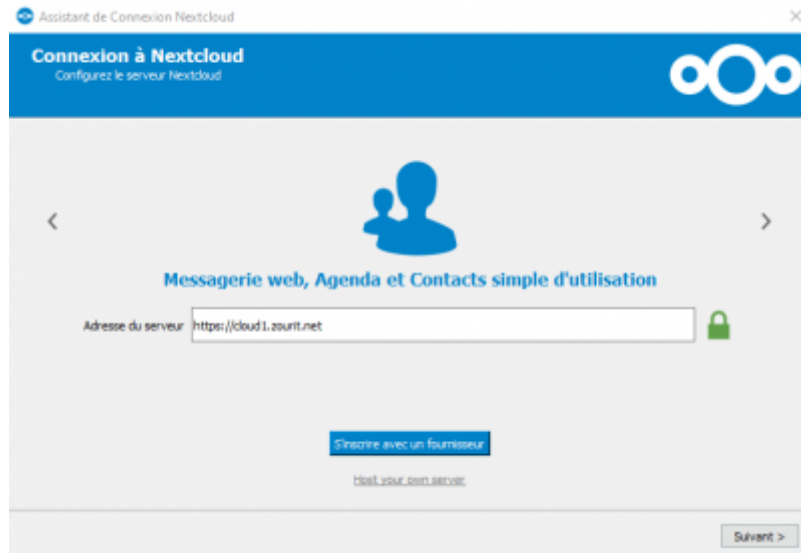 Assistant de Connexion Nextcloud
Connexion à Nextcloud
Configurez le serveur Nextcloud
Messagerie web, Agenda et Contacts simple d'utilisation
Adresse du serveur https://cloud1.zourit.net
S'inscrire avec un fournisseur
Host your own server
Suivant >